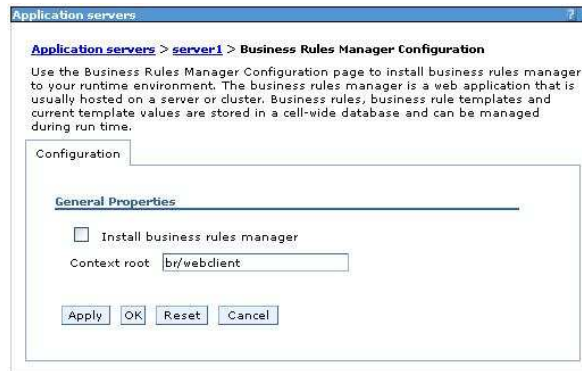 Application servers ?
Application servers > server1 > Business Rules Manager Configuration
Use the Business Rules Manager Configuration page to install business rules manager
to your runtime environment. The business rules manager is a web application that is
usually hosted on a server or cluster. Business rules, business rule templates and
current template values are stored in a cell-wide database and can be managed
during run time.
Configuration
General Properties
Install business rules manager
Context root br/webclient
Apply OK Reset Cancel